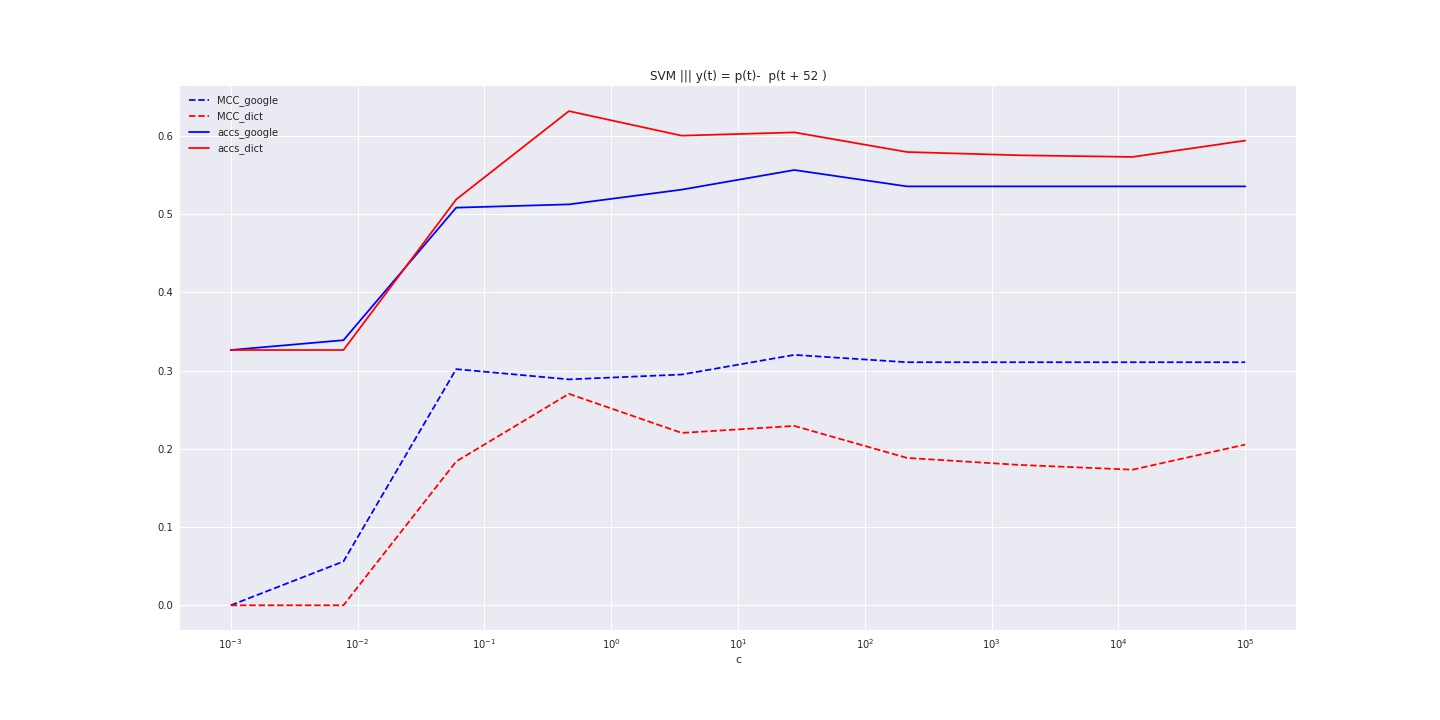 SVM ||| y(t) = p(t)-  p(t + 52 )
MCC_google
MCC_dict
accs_google
accs_dict
0.6
0.5
0.4
0.3
0.2
0.1
0.0
10⁻³ 10⁻² 10⁻¹ 10⁰ 10¹ 10² 10³ 10⁴ 10⁵
c